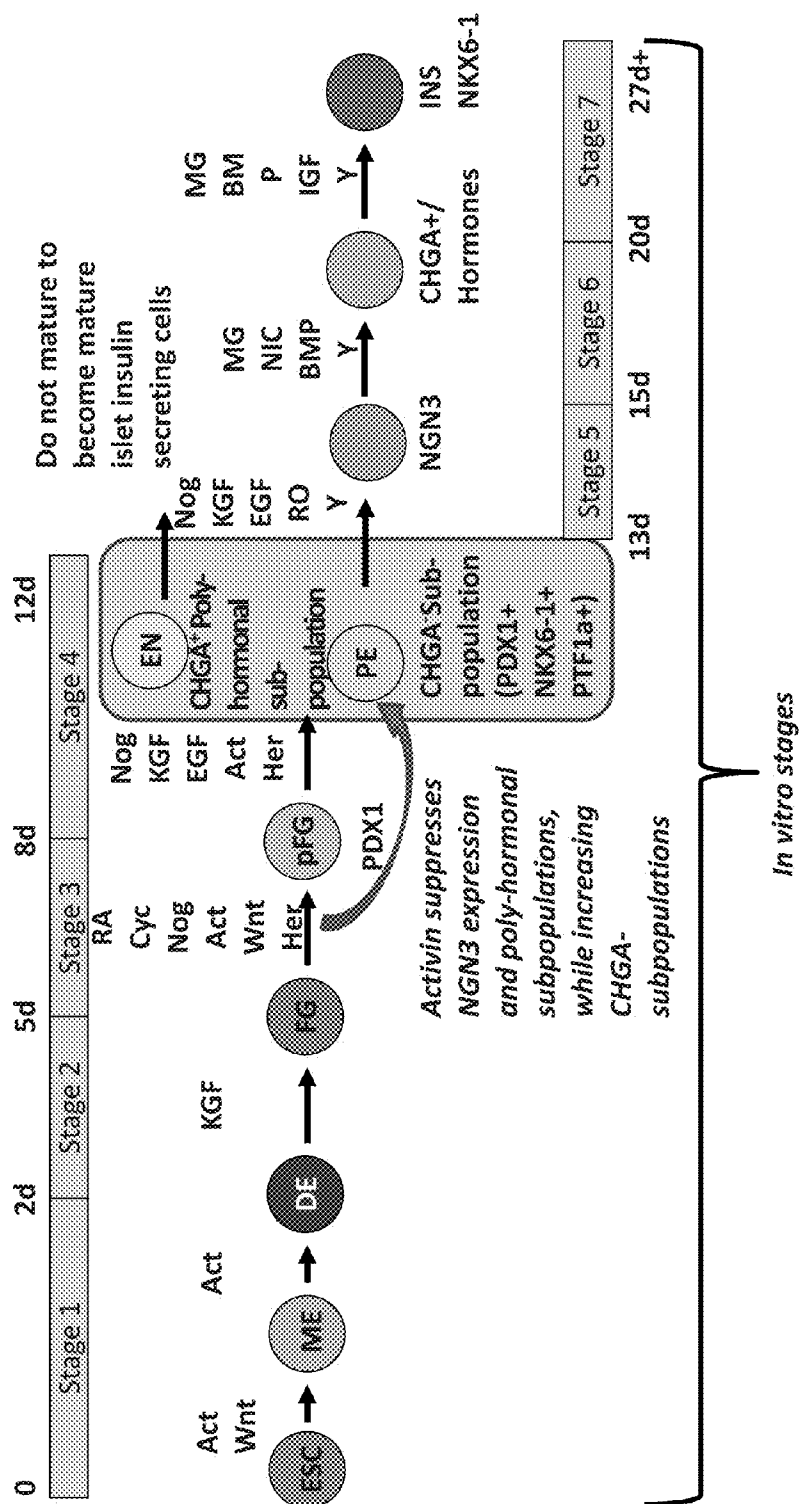 0
2d
5d
8d
12d
Stage 1
Stage 2
Stage 3
Stage 4
Act
Wnt
Act
KGF
RA
Cyc
Nog
Act
Wnt
Her
Nog
KGF
EGF
Act
Her
ESC
ME
DE
FG
pFG
PDX1
EN
CHGA+ Poly-
hormonal
sub-
population
PE
CHGA- Sub-
population
(PDX1+
NKX6-1+
PTF1a+)
Do not mature to
become mature
islet insulin
secreting cells
Nog
KGF
EGF
RO
Y
NGN3
MG
NIC
BMP
Y
CHGA+/
Hormones
MG
BM
P
IGF
Y
INS
NKX6-1
Activin suppresses
NGN3 expression
and poly-hormonal
subpopulations,
while increasing
CHGA-
subpopulations
Stage 5
Stage 6
Stage 7
13d
15d
20d
27d+
In vitro stages